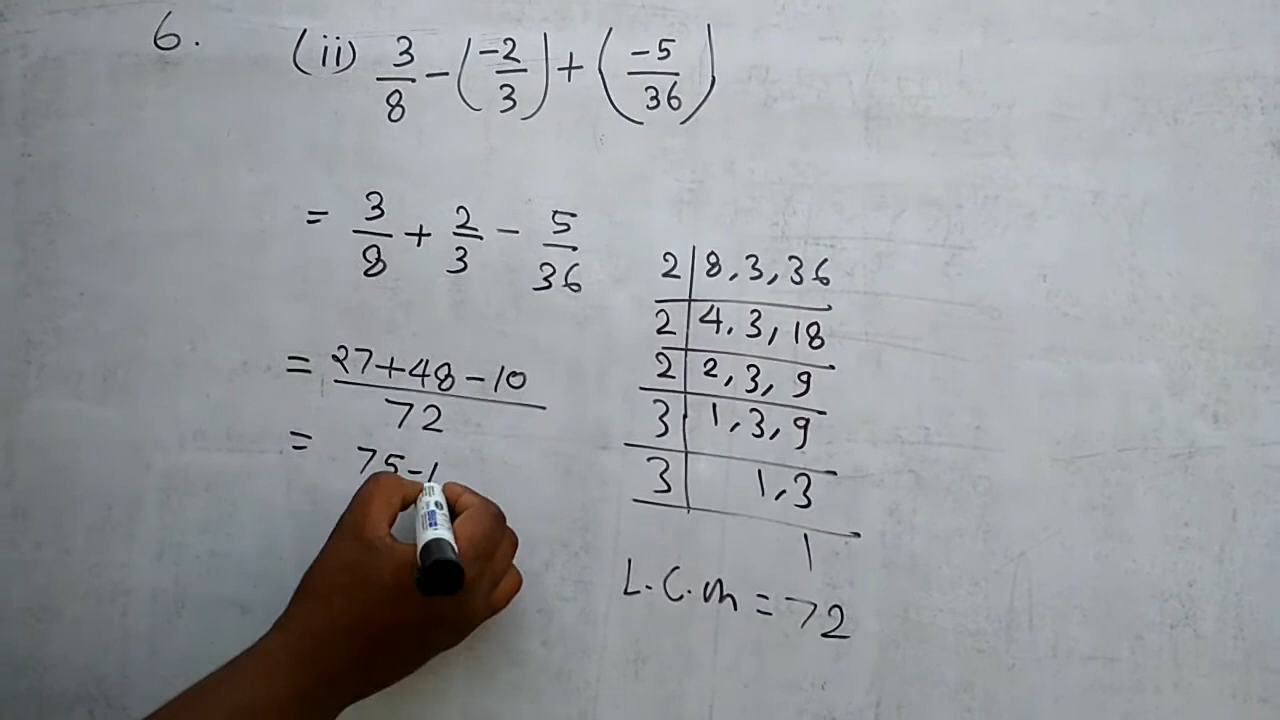 6. (ii) 3/8 - (-2/3) + (-5/36)
= 3/8 + 2/3 - 5/36
= 27+48-10/72
= 75-1
2|8,3,36
2|4,3,18
2|2,3,9
3|1,3,9
3|1,3
1
L.C.m = 72